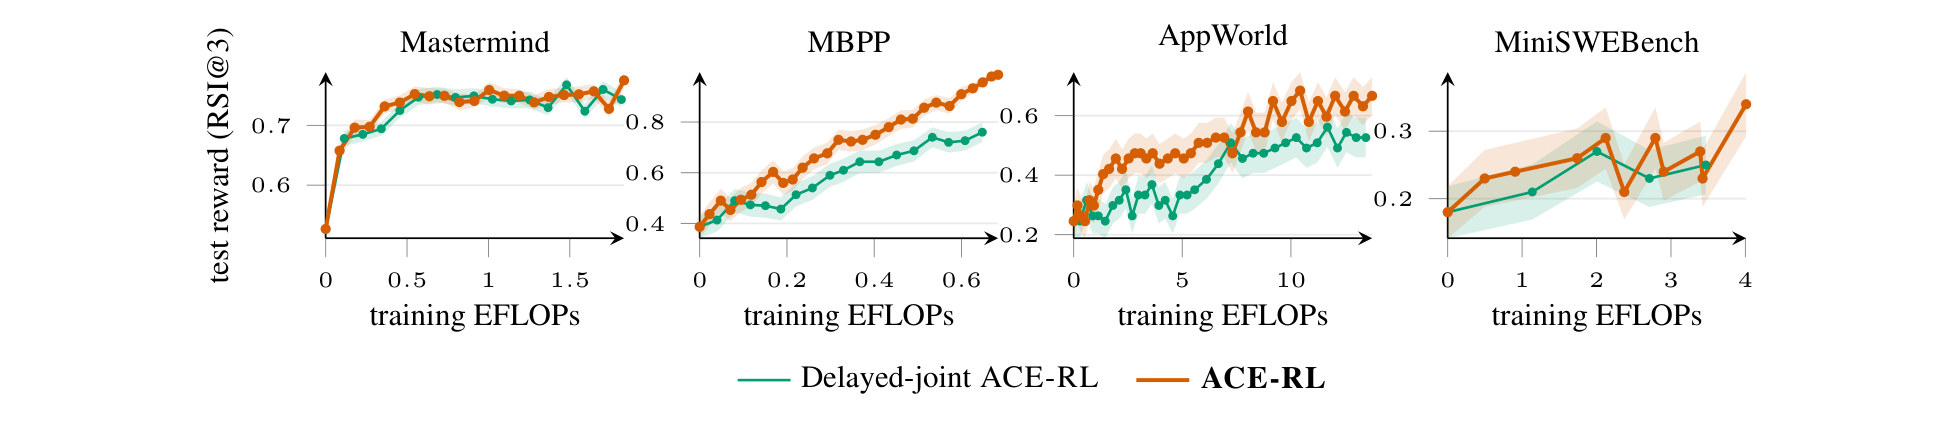 test reward (RSI@3)
Mastermind
0.7
0.6
0 0.5 1 1.5
training EFLOPs
MBPP
0.8
0.6
0.4
0 0.2 0.4 0.6
training EFLOPs
AppWorld
0.6
0.4
0.2
0 5 10
training EFLOPs
MiniSWEBench
0.3
0.2
0 1 2 3 4
training EFLOPs
Delayed-joint ACE-RL ACE-RL